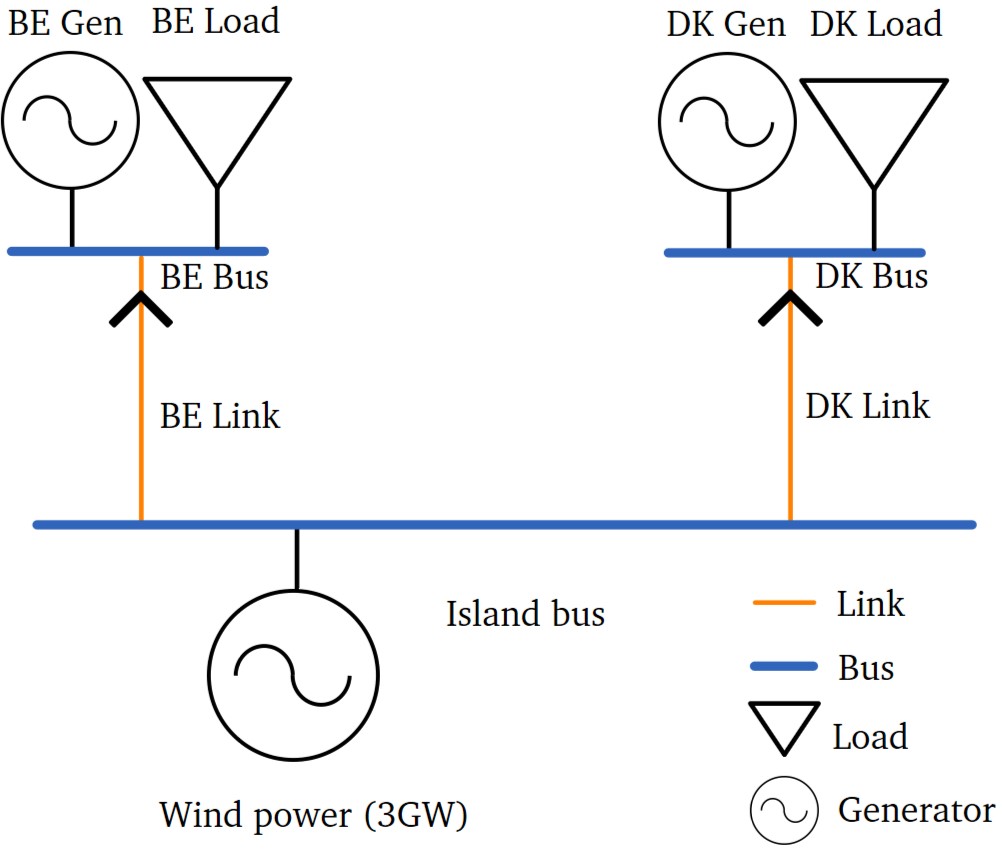 BE Gen BE Load
DK Gen DK Load
BE Bus
DK Bus
BE Link
DK Link
Island bus
Wind power (3GW)
Link
Bus
Load
Generator